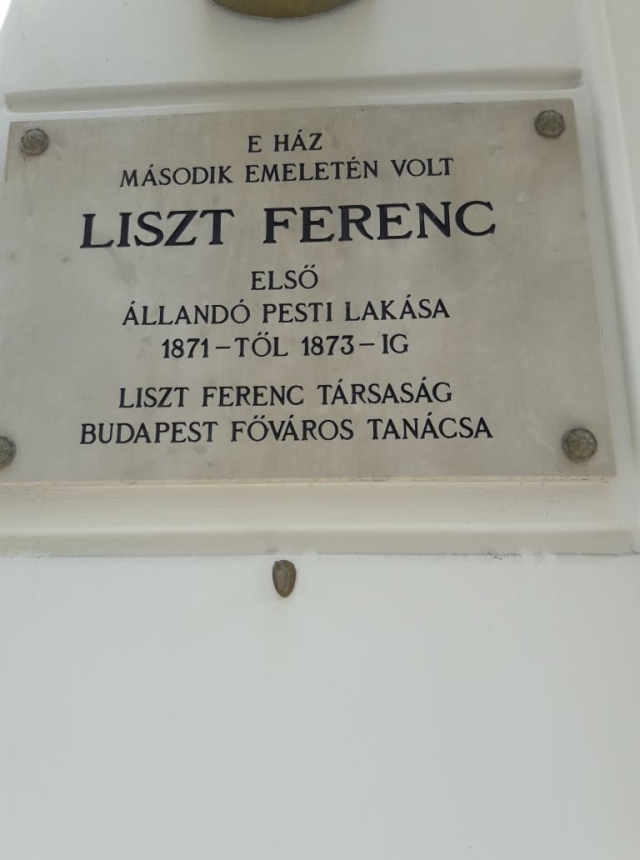 E HÁZ
MÁSODIK EMELETÉN VOLT
LISZT FERENC
ELSŐ
ÁLLANDÓ PESTI LAKÁSA
1871-TŐL 1873-IG
LISZT FERENC TÁRSASÁG
BUDAPEST FŐVÁROS TANÁCSA